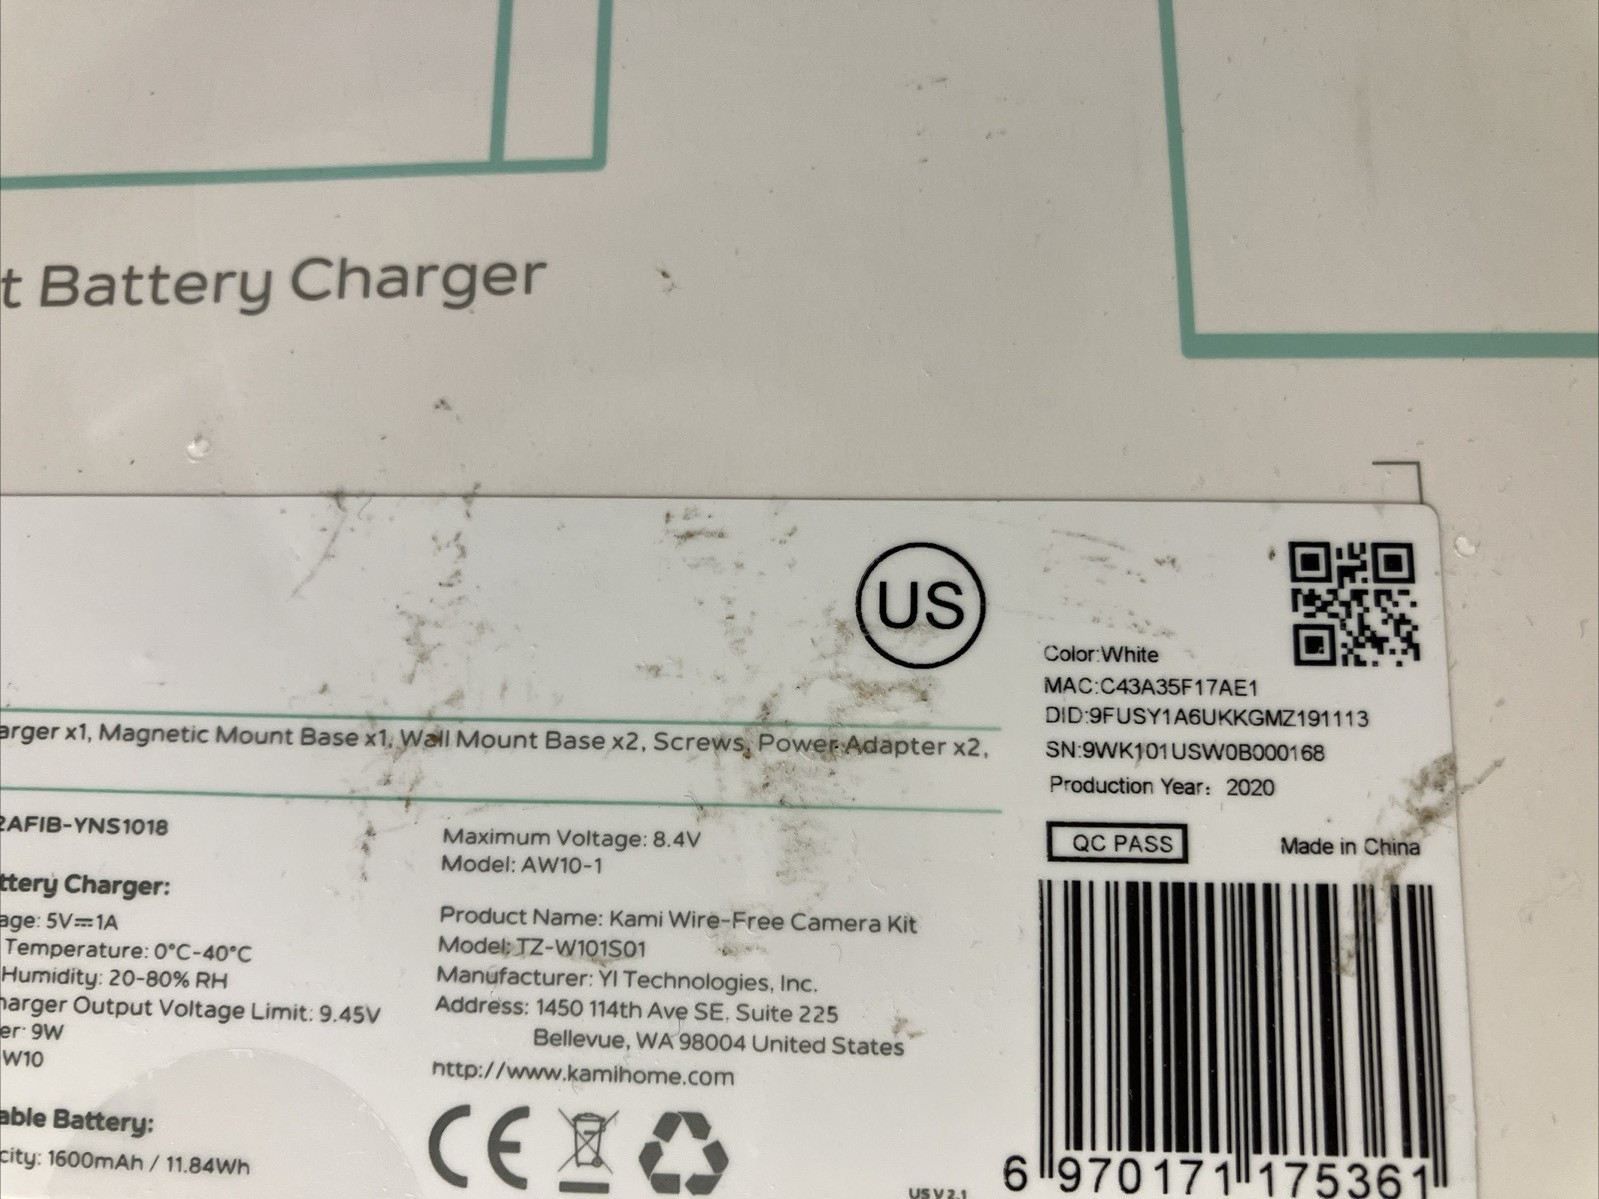 t Battery Charger
US
Color:White
MAC:C43A35F17AE1
DID:9FUSY1A6UKKGMZ191113
SN:9WK101USW0B000168
Production Year: 2020
QC PASS
Made in China
arger x1, Magnetic Mount Base x1, Wall Mount Base x2, Screws, Power Adapter x2,
2AFIB-YNS1018
ttery Charger:
age: 5V⎓1A
Temperature: 0°C-40°C
Humidity: 20-80% RH
harger Output Voltage Limit: 9.45V
er: 9W
W10
able Battery:
city: 1600mAh / 11.84Wh
Maximum Voltage: 8.4V
Model: AW10-1
Product Name: Kami Wire-Free Camera Kit
Model: TZ-W101S01
Manufacturer: YI Technologies, Inc.
Address: 1450 114th Ave SE, Suite 225
Bellevue, WA 98004 United States
http://www.kamihome.com
CE
US V 2.1
6 970171 175361